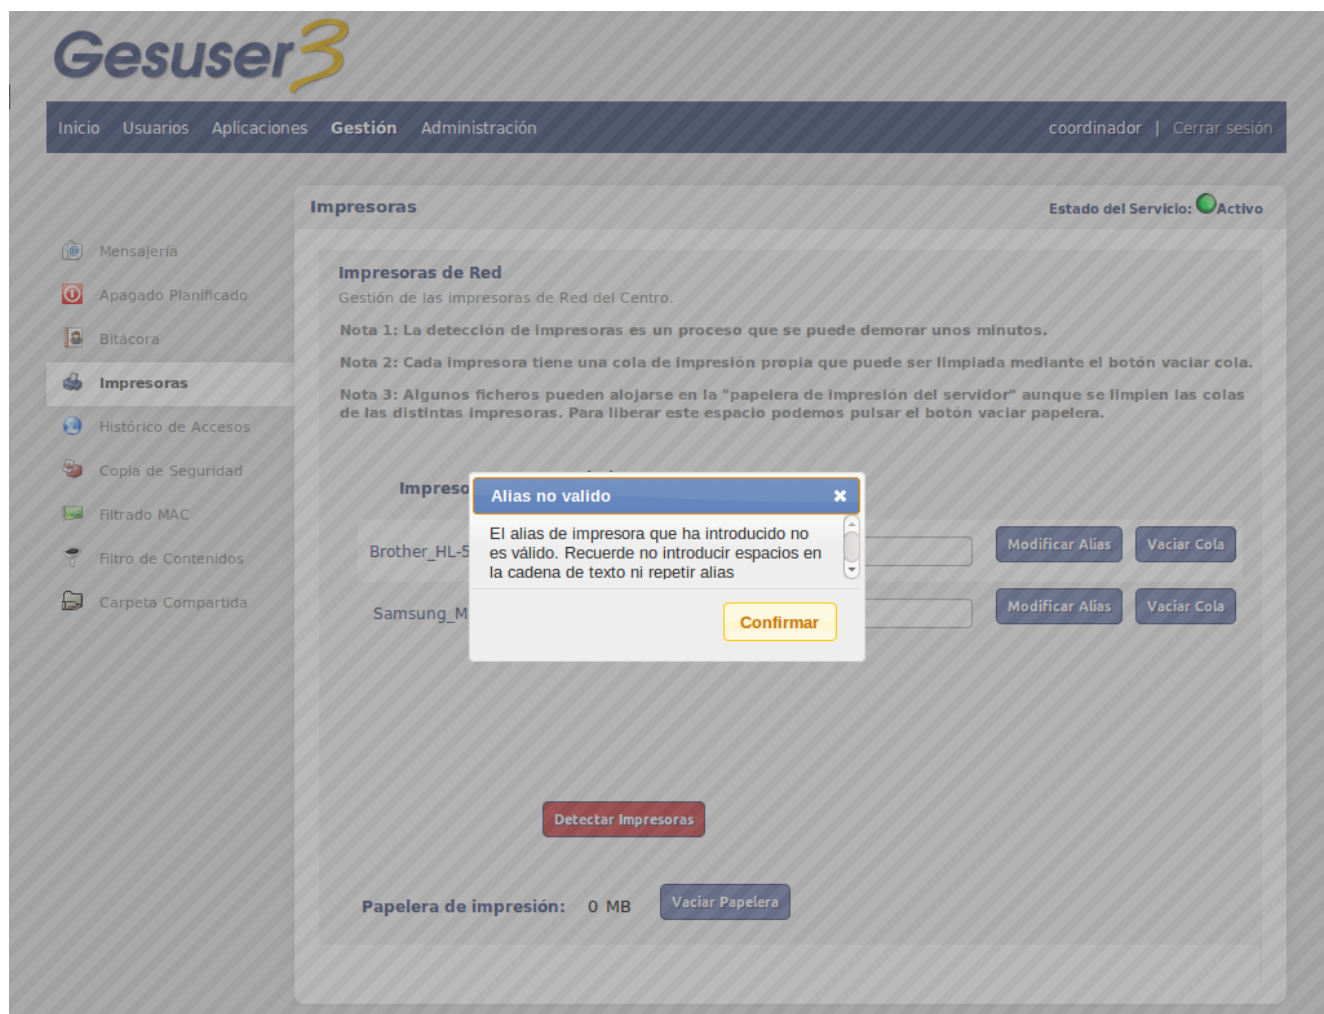 Gesuser3
Inicio Usuarios Aplicaciones Gestión Administración coordinador | Cerrar sesión
Impresoras Estado del Servicio: Activo
Mensajería
Apagado Planificado
Bitácora
Impresoras
Histórico de Accesos
Copia de Seguridad
Filtrado MAC
Filtro de Contenidos
Carpeta Compartida
Impresoras de Red
Gestión de las impresoras de Red del Centro.
Nota 1: La detección de impresoras es un proceso que se puede demorar unos minutos.
Nota 2: Cada impresora tiene una cola de impresión propia que puede ser limpiada mediante el botón vaciar cola.
Nota 3: Algunos ficheros pueden alojarse en la "papelera de impresión del servidor" aunque se limpien las colas
de las distintas impresoras. Para liberar este espacio podemos pulsar el botón vaciar papelera.
Impreso
Brother_HL-5 Modificar Alias Vaciar Cola
Samsung_M Modificar Alias Vaciar Cola
Alias no valido
El alias de impresora que ha introducido no
es válido. Recuerde no introducir espacios en
la cadena de texto ni repetir alias
Confirmar
Detectar Impresoras
Papelera de impresión: 0 MB Vaciar Papelera